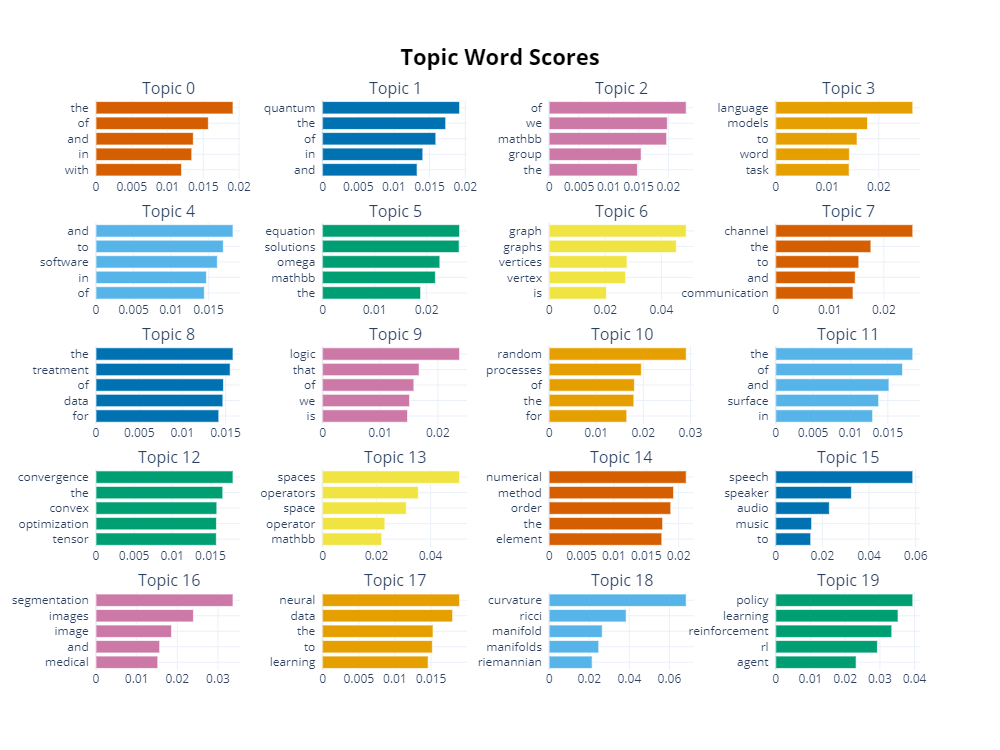 Topic Word Scores
Topic 0
the
of
and
in
with
0 0.005 0.01 0.015 0.02
Topic 1
quantum
the
of
in
and
0 0.005 0.01 0.015 0.02
Topic 2
of
we
mathbb
group
the
0 0.005 0.01 0.015 0.02
Topic 3
language
models
to
word
task
0 0.01 0.02
Topic 4
and
to
software
in
of
0 0.005 0.01 0.015
Topic 5
equation
solutions
omega
mathbb
the
0 0.01 0.02
Topic 6
graph
graphs
vertices
vertex
is
0 0.02 0.04
Topic 7
channel
the
to
and
communication
0 0.01 0.02
Topic 8
the
treatment
of
data
for
0 0.005 0.01 0.015
Topic 9
logic
that
of
we
is
0 0.01 0.02
Topic 10
random
processes
of
the
for
0 0.01 0.02 0.03
Topic 11
the
of
and
surface
in
0 0.005 0.01 0.015
Topic 12
convergence
the
convex
optimization
tensor
0 0.005 0.01 0.015
Topic 13
spaces
operators
space
operator
mathbb
0 0.02 0.04
Topic 14
numerical
method
order
the
element
0 0.005 0.01 0.015 0.02
Topic 15
speech
speaker
audio
music
to
0 0.02 0.04 0.06
Topic 16
segmentation
images
image
and
medical
0 0.01 0.02 0.03
Topic 17
neural
data
the
to
learning
0 0.005 0.01 0.015
Topic 18
curvature
ricci
manifold
manifolds
riemannian
0 0.02 0.04 0.06
Topic 19
policy
learning
reinforcement
rl
agent
0 0.01 0.02 0.03 0.04